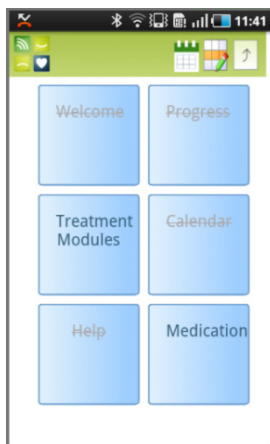 11:41
Welcome
Progress
Treatment
Modules
Calendar
Help
Medication